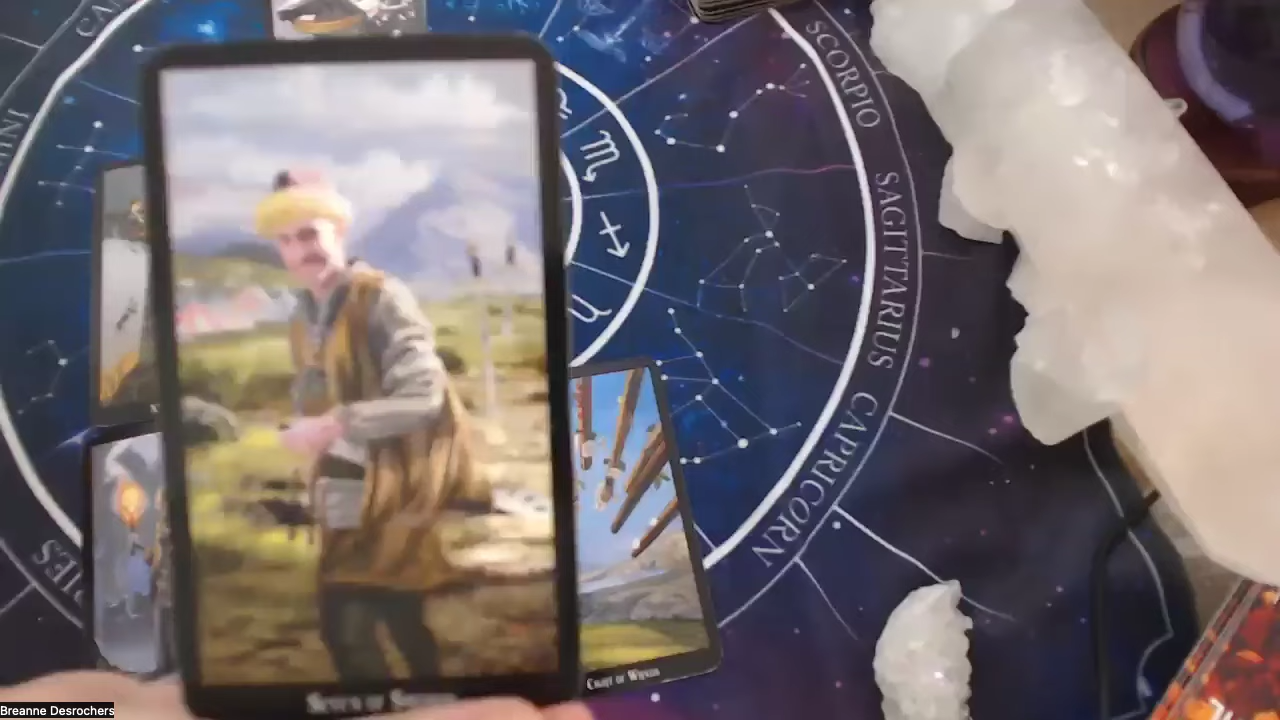 SCORPIO
SAGITTARIUS
CAPRICORN
SEVEN OF SWORDS
EIGHT OF WANDS
Breanne Desrochers